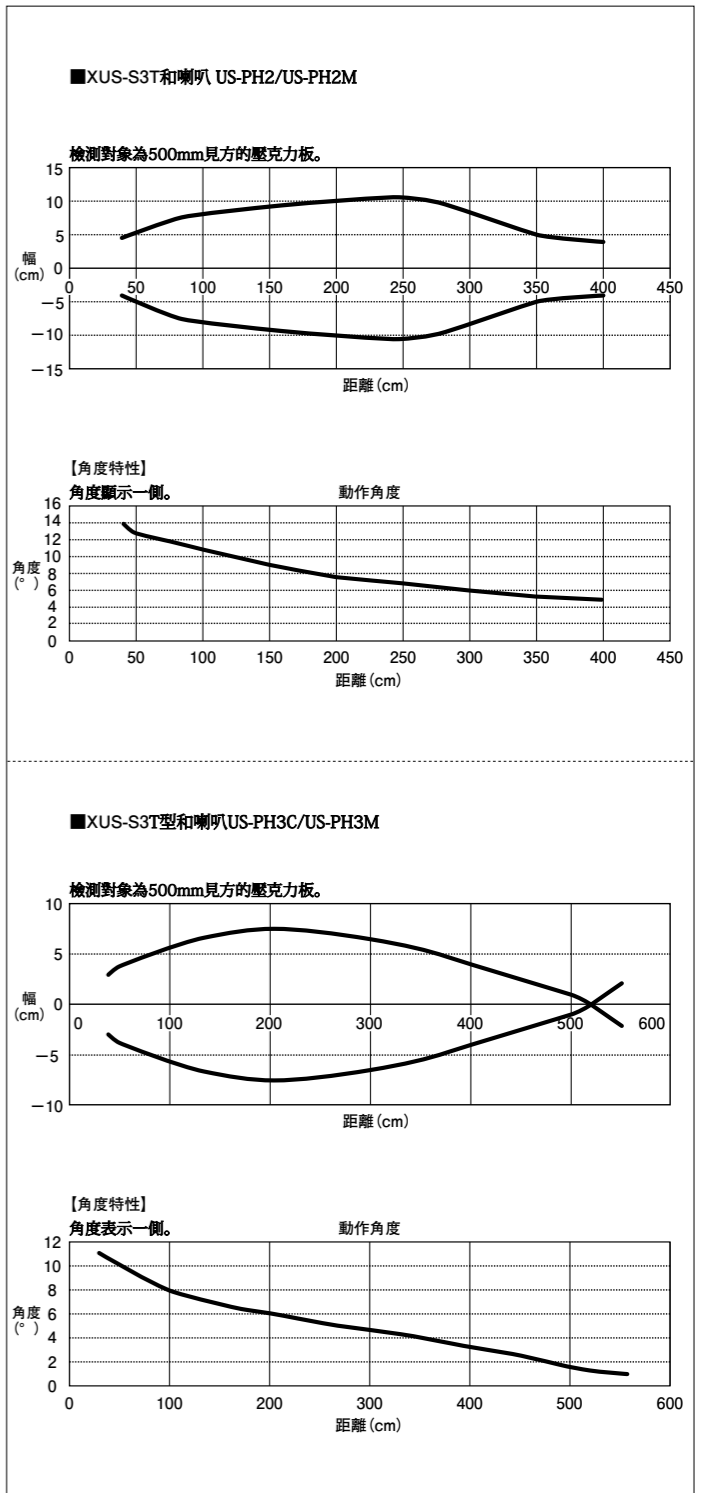 ■XUS-S3T和喇叭 US-PH2/US-PH2M
檢測對象為500mm見方的壓克力板。
15
10
5
0
－5
－10
－15
幅
(cm)
0 50 100 150 200 250 300 350 400 450
距離(cm)
【角度特性】
角度顯示一側。
動作角度
16
14
12
10
8
6
4
2
0
角度
(°)
0 50 100 150 200 250 300 350 400 450
距離(cm)
■XUS-S3T型和喇叭US-PH3C/US-PH3M
檢測對象為500mm見方的壓克力板。
10
5
0
－5
－10
幅
(cm)
0 100 200 300 400 500 600
距離(cm)
【角度特性】
角度表示一側。
動作角度
12
10
8
6
4
2
0
角度
(°)
0 100 200 300 400 500 600
距離(cm)